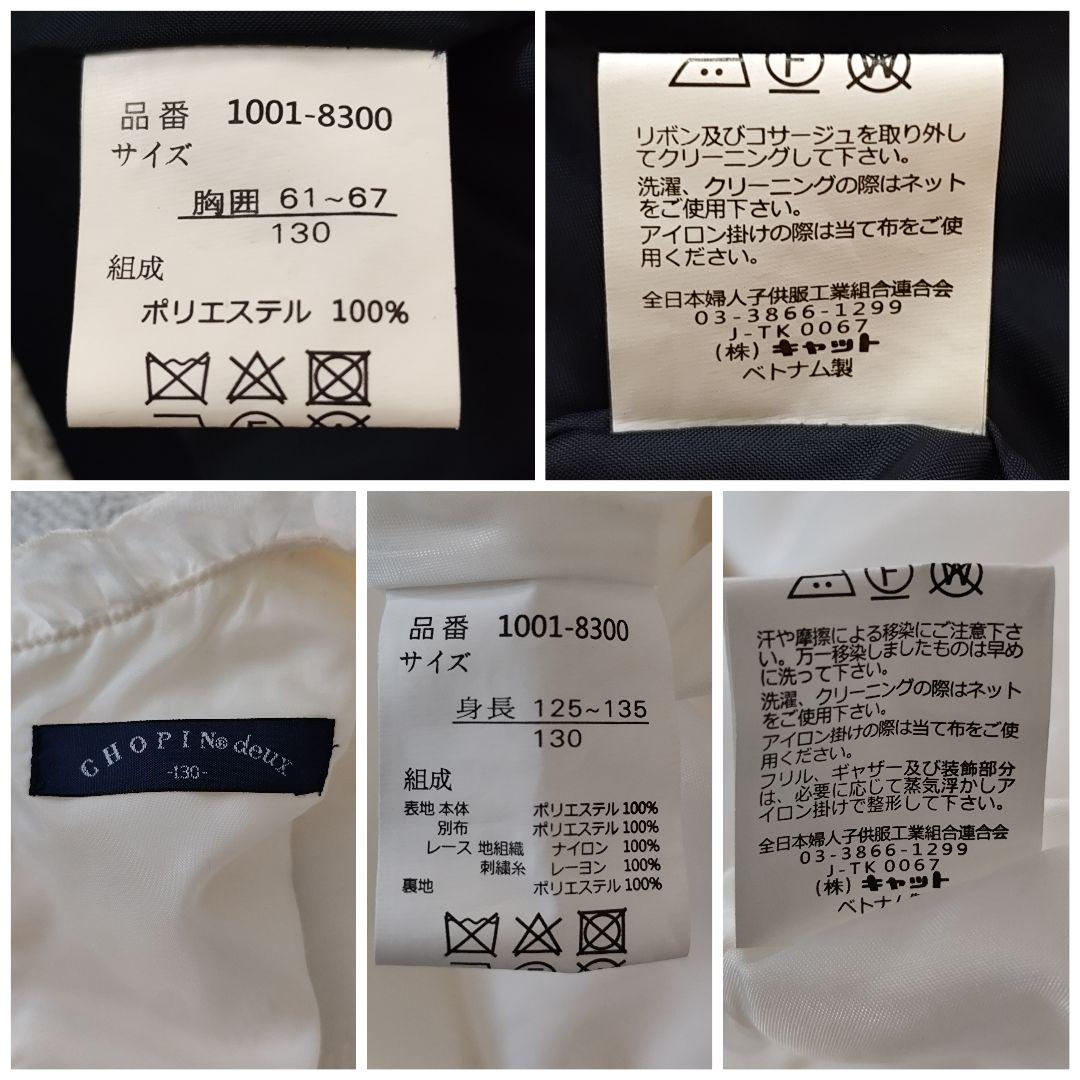 品番 1001-8300
サイズ
胸囲 61~67
130
組成
ポリエステル 100%
リボン及びコサージュを取り外し
てクリーニングして下さい。
洗濯、クリーニングの際はネット
をご使用下さい。
アイロン掛けの際は当て布をご使
用ください。
全日本婦人子供服工業組合連合会
03-3866-1299
J-TK 0067
(株) キャット
ベトナム製
CHOPIN® deux
-130-
品番 1001-8300
サイズ
身長 125~135
130
組成
表地 本体 ポリエステル 100%
別布 ポリエステル 100%
レース 地組織 ナイロン 100%
刺繍糸 レーヨン 100%
裏地 ポリエステル 100%
汗や摩擦による移染にご注意下さ
い。万一移染しましたものは早め
に洗って下さい。
洗濯、クリーニングの際はネット
をご使用下さい。
アイロン掛けの際は当て布をご使
用ください。
フリル、ギャザー及び装飾部分
は、必要に応じて蒸気浮かしア
イロン掛けで整形して下さい。
全日本婦人子供服工業組合連合会
03-3866-1299
J-TK 0067
(株) キャット
ベトナム製